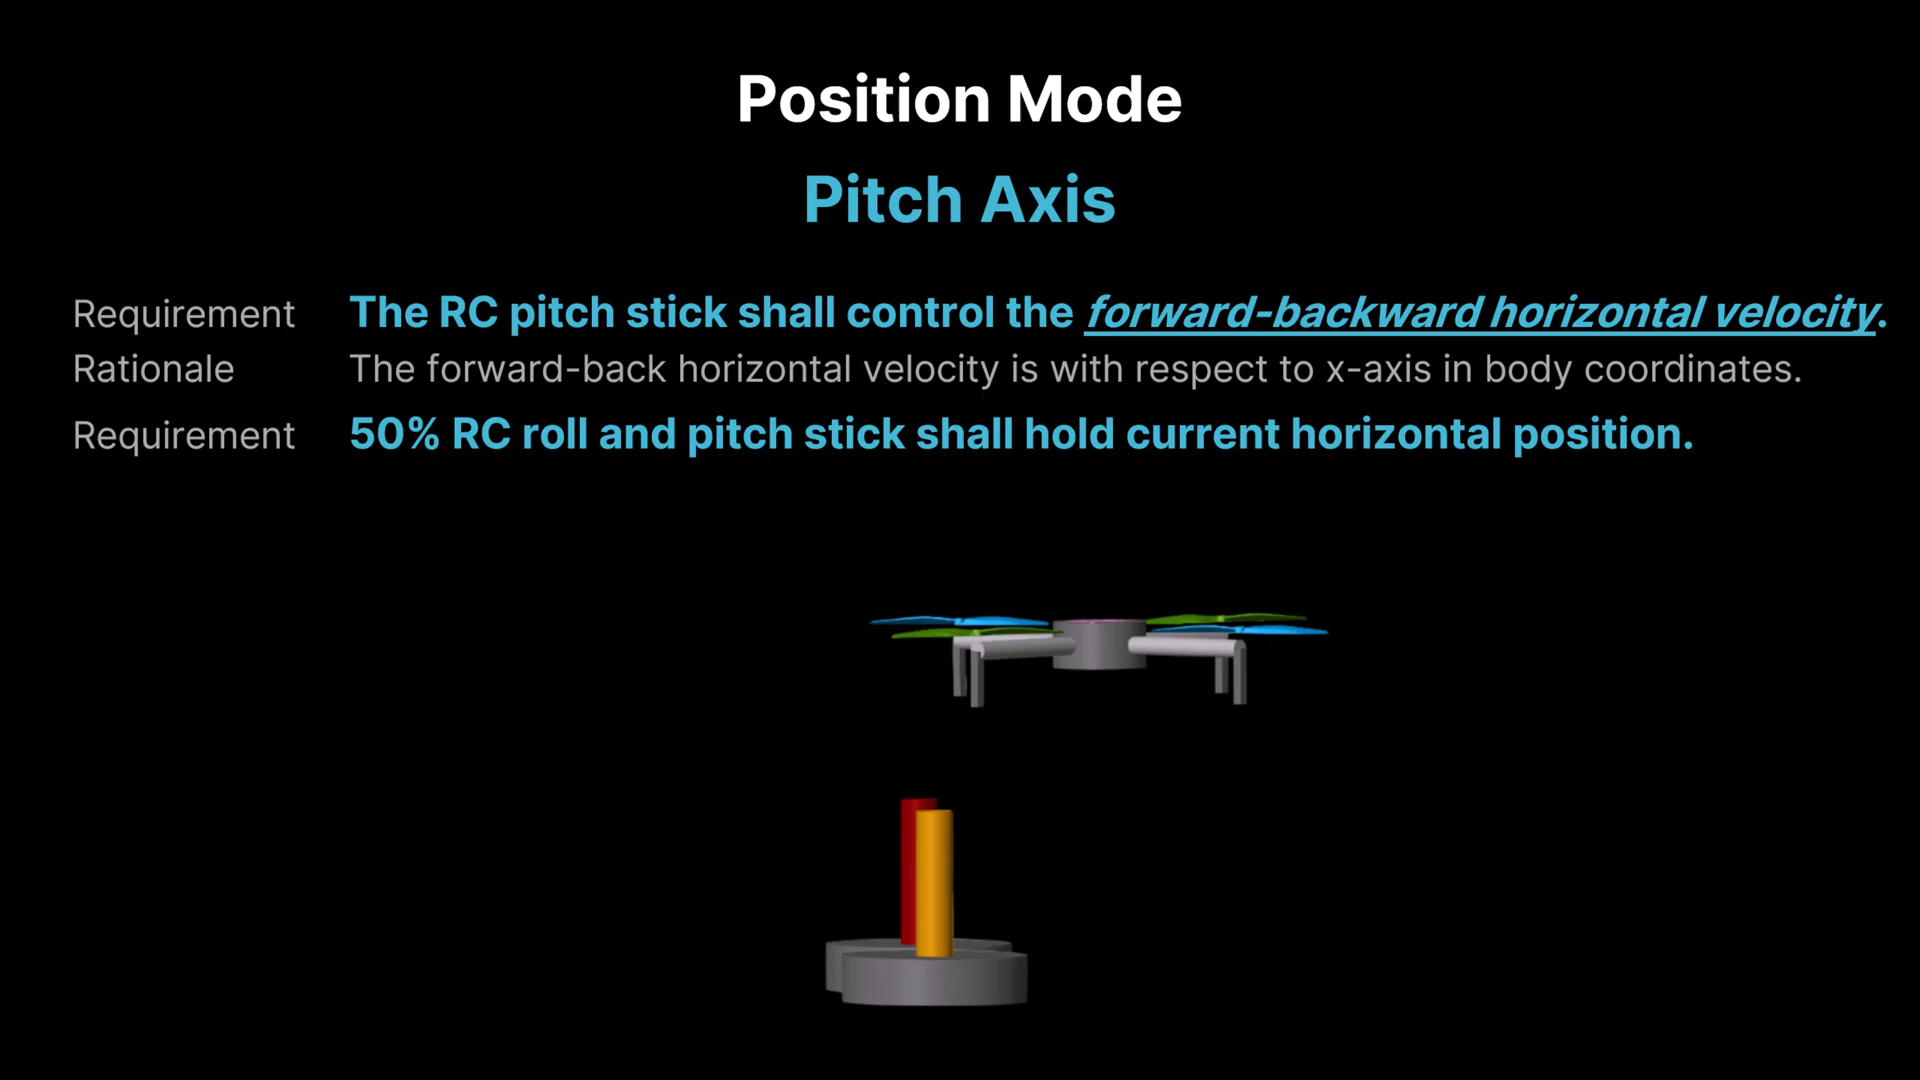 Position Mode
Pitch Axis
Requirement The RC pitch stick shall control the forward-backward horizontal velocity.
Rationale The forward-back horizontal velocity is with respect to x-axis in body coordinates.
Requirement 50% RC roll and pitch stick shall hold current horizontal position.